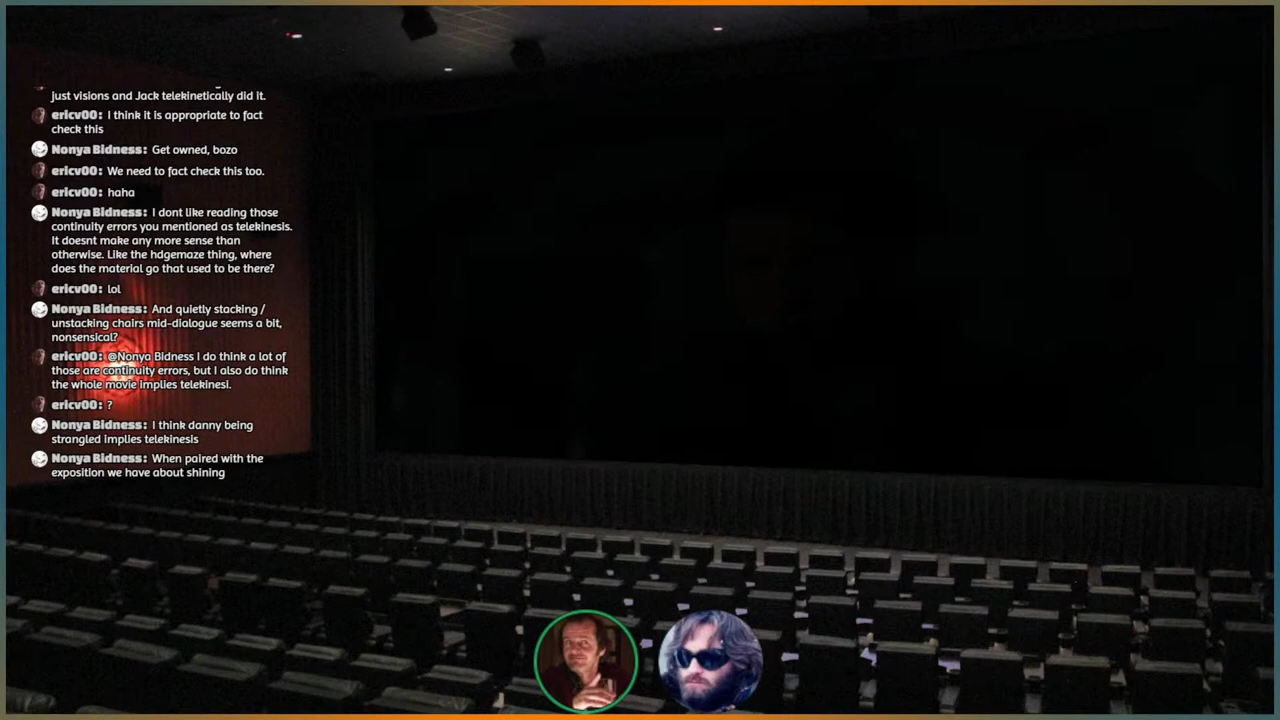 just visions and Jack telekinetically did it.
ericv00: I think it is appropriate to fact
check this
Nonya Bidness: Get owned, bozo
ericv00: We need to fact check this too.
ericv00: haha
Nonya Bidness: I dont like reading those
continuity errors you mentioned as telekinesis.
It doesnt make any more sense than
otherwise. Like the hdgemaze thing, where
does the material go that used to be there?
ericv00: lol
Nonya Bidness: And quietly stacking /
unstacking chairs mid-dialogue seems a bit,
nonsensical?
ericv00: @Nonya Bidness I do think a lot of
those are continuity errors, but I also do think
the whole movie implies telekinesi.
ericv00: ?
Nonya Bidness: I think danny being
strangled implies telekinesis
Nonya Bidness: When paired with the
exposition we have about shining